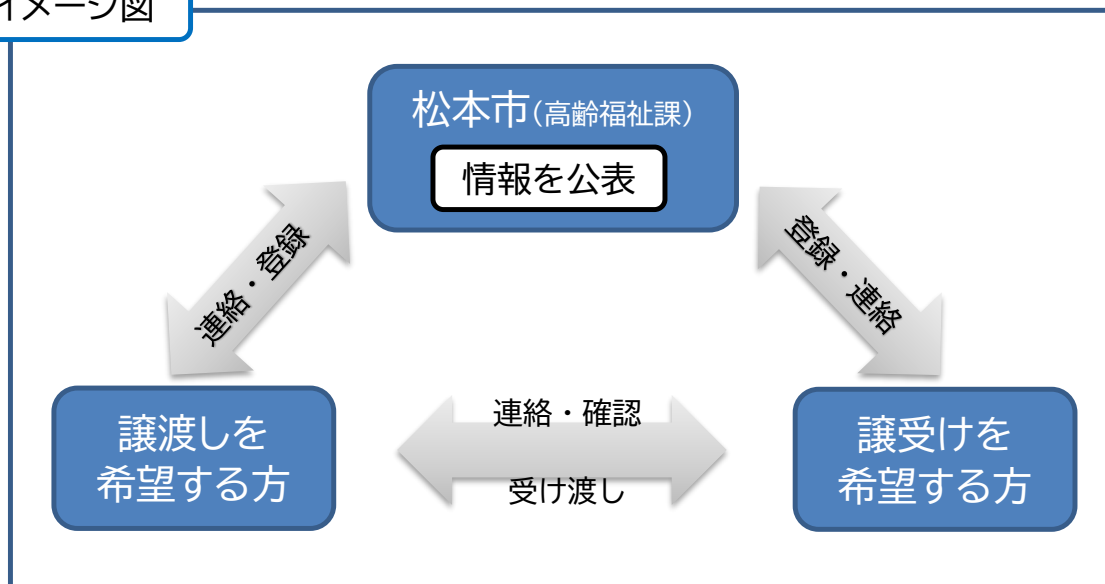 イメージ図
松本市(高齢福祉課)
情報を公表
連絡・登録
登録・連絡
譲渡しを
希望する方
連絡・確認
受け渡し
譲受けを
希望する方